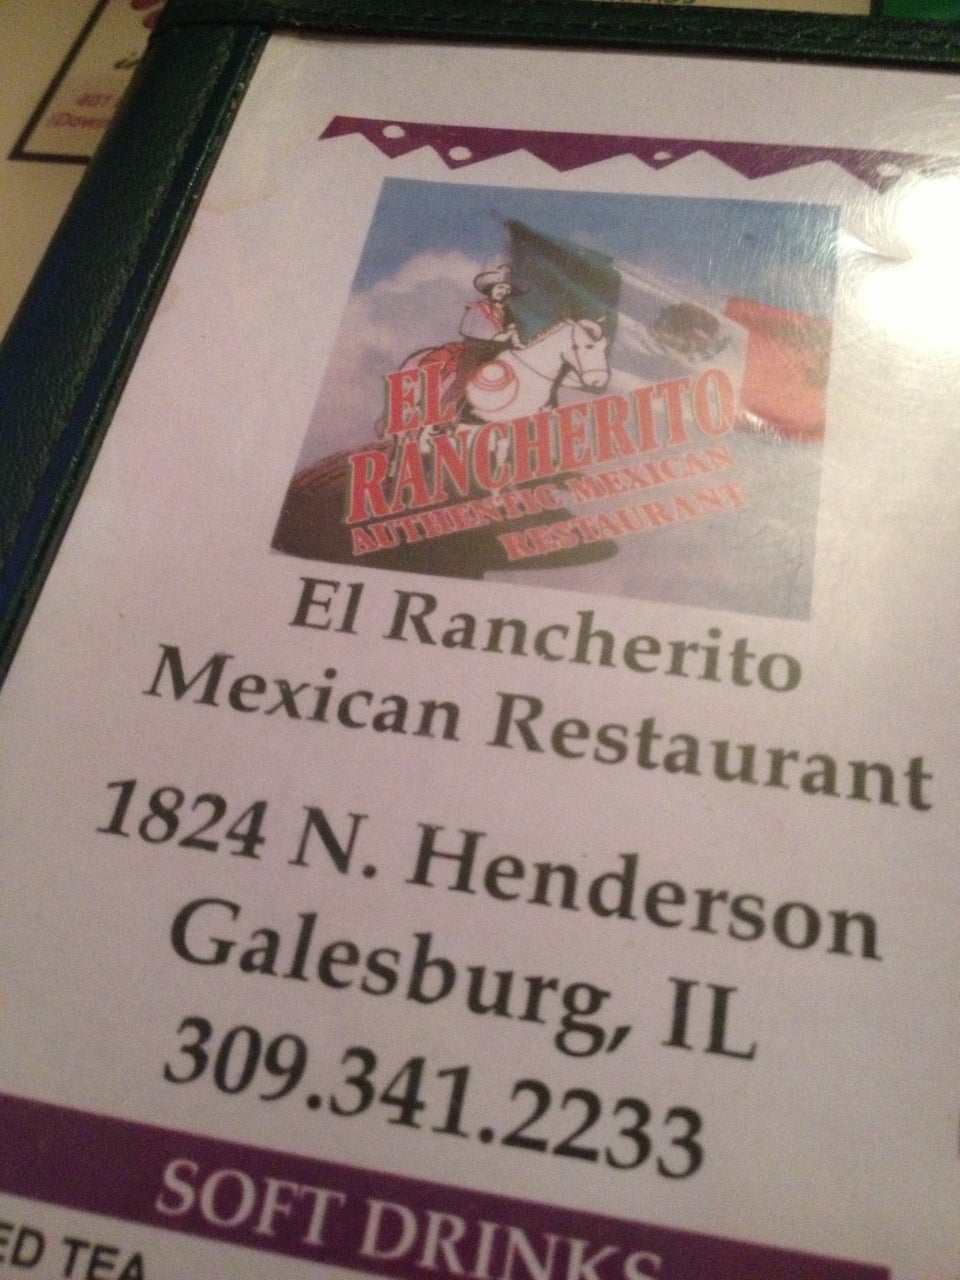 EL
RANCHERITO
AUTHENTIC MEXICAN
RESTAURANT
El Rancherito
Mexican Restaurant
1824 N. Henderson
Galesburg, IL
309.341.2233
SOFT DRINKS
ED TEA